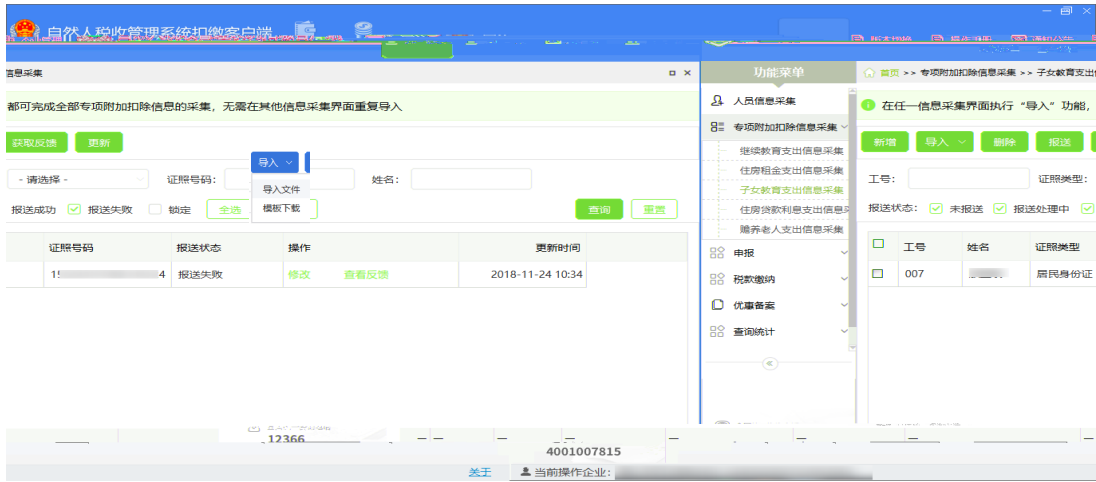 自然人税收管理系统扣缴客户端
信息采集
都可完成全部专项附加扣除信息的采集，无需在其他信息采集界面重复导入
获取反馈 更新
导入
- 请选择 - 证照号码： 姓名：
导入文件
模板下载
报送成功 报送失败 锁定 全选
查询 重置
证照号码 报送状态 操作 更新时间
报送失败 修改 查看反馈 2018-11-24 10:34
12366
4001007815
关于 当前操作企业：
功能菜单
人员信息采集
专项附加扣除信息采集
继续教育支出信息采集
住房租金支出信息采集
子女教育支出信息采集
住房贷款利息支出信息采
赡养老人支出信息采集
申报
税款缴纳
优惠备案
查询统计
首页 >> 专项附加扣除信息采集 >> 子女教育支出信
在任一信息采集界面执行“导入”功能，
新增 导入 删除 报送
工号： 证照类型：
报送状态： 未报送 报送处理中
工号 姓名 证照类型
007 居民身份证